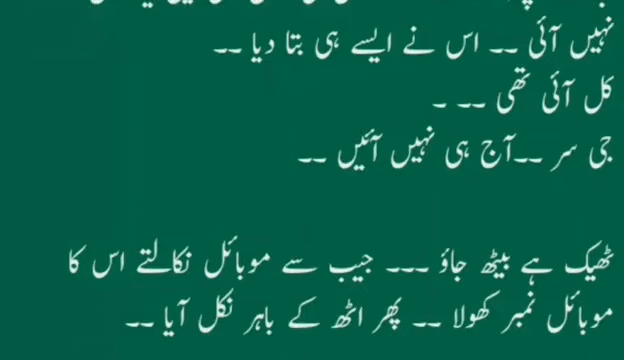 نہیں آئی ۔۔ اس نے ایسے ہی بتا دیا ۔۔
کل آئی تھی ۔۔ ۔
جی سر ۔۔آج ہی نہیں آئیں ۔۔
ٹھیک ہے بیٹھ جاؤ ۔۔۔ جیب سے موبائل نکالتے اس کا
موبائل نمبر کھولا ۔۔ پھر اٹھ کے باہر نکل آیا ۔۔